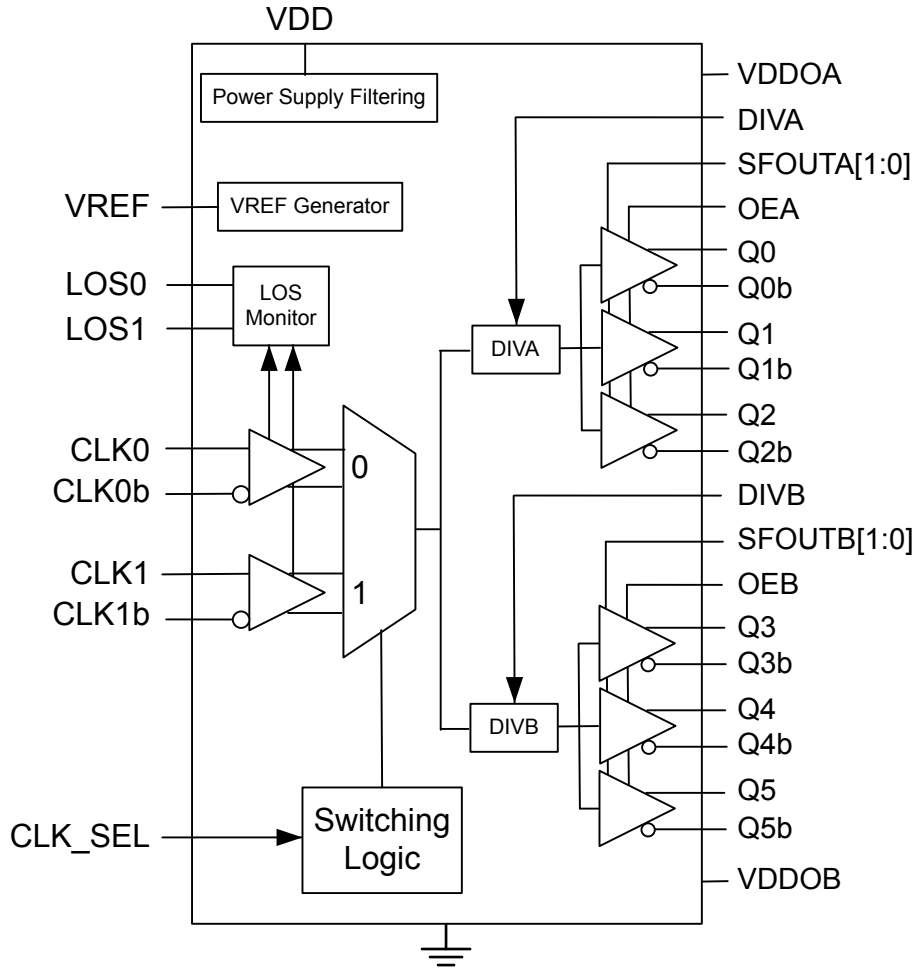 VDD
Power Supply Filtering
VREF
VREF Generator
LOS0
LOS1
LOS
Monitor
CLK0
CLK0b
CLK1
CLK1b
0
1
CLK_SEL
Switching
Logic
DIVA
DIVB
VDDOA
DIVA
SFOUTA[1:0]
OEA
Q0
Q0b
Q1
Q1b
Q2
Q2b
DIVB
SFOUTB[1:0]
OEB
Q3
Q3b
Q4
Q4b
Q5
Q5b
VDDOB